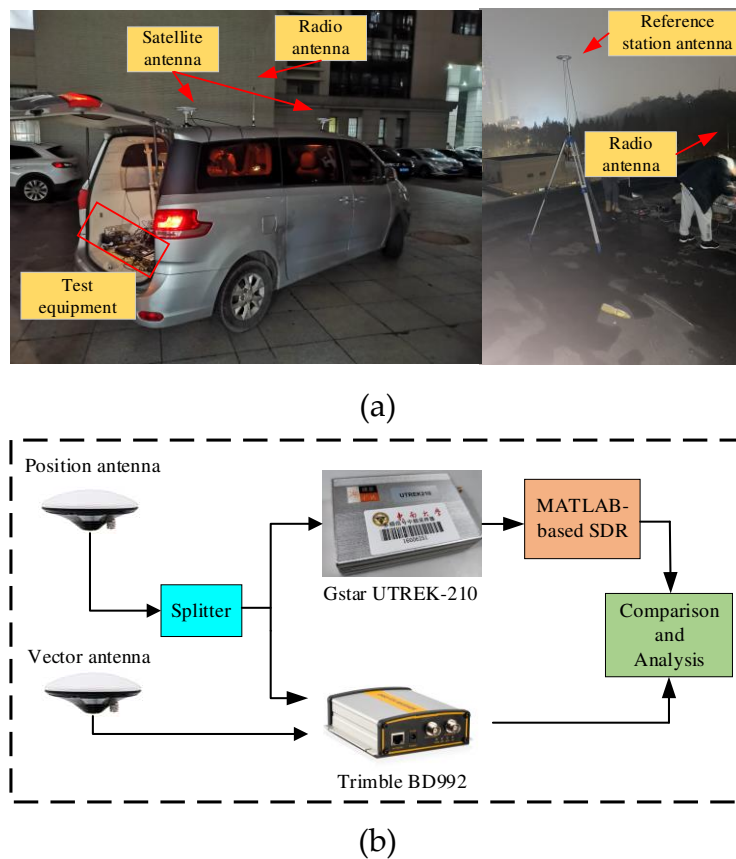 Satellite
antenna
Radio
antenna
Reference
station antenna
Radio
antenna
Test
equipment
(a)
Position antenna
Splitter
Vector antenna
UTREK210
Gstar UTREK-210
MATLAB-
based SDR
Comparison
and
Analysis
Trimble BD992
(b)